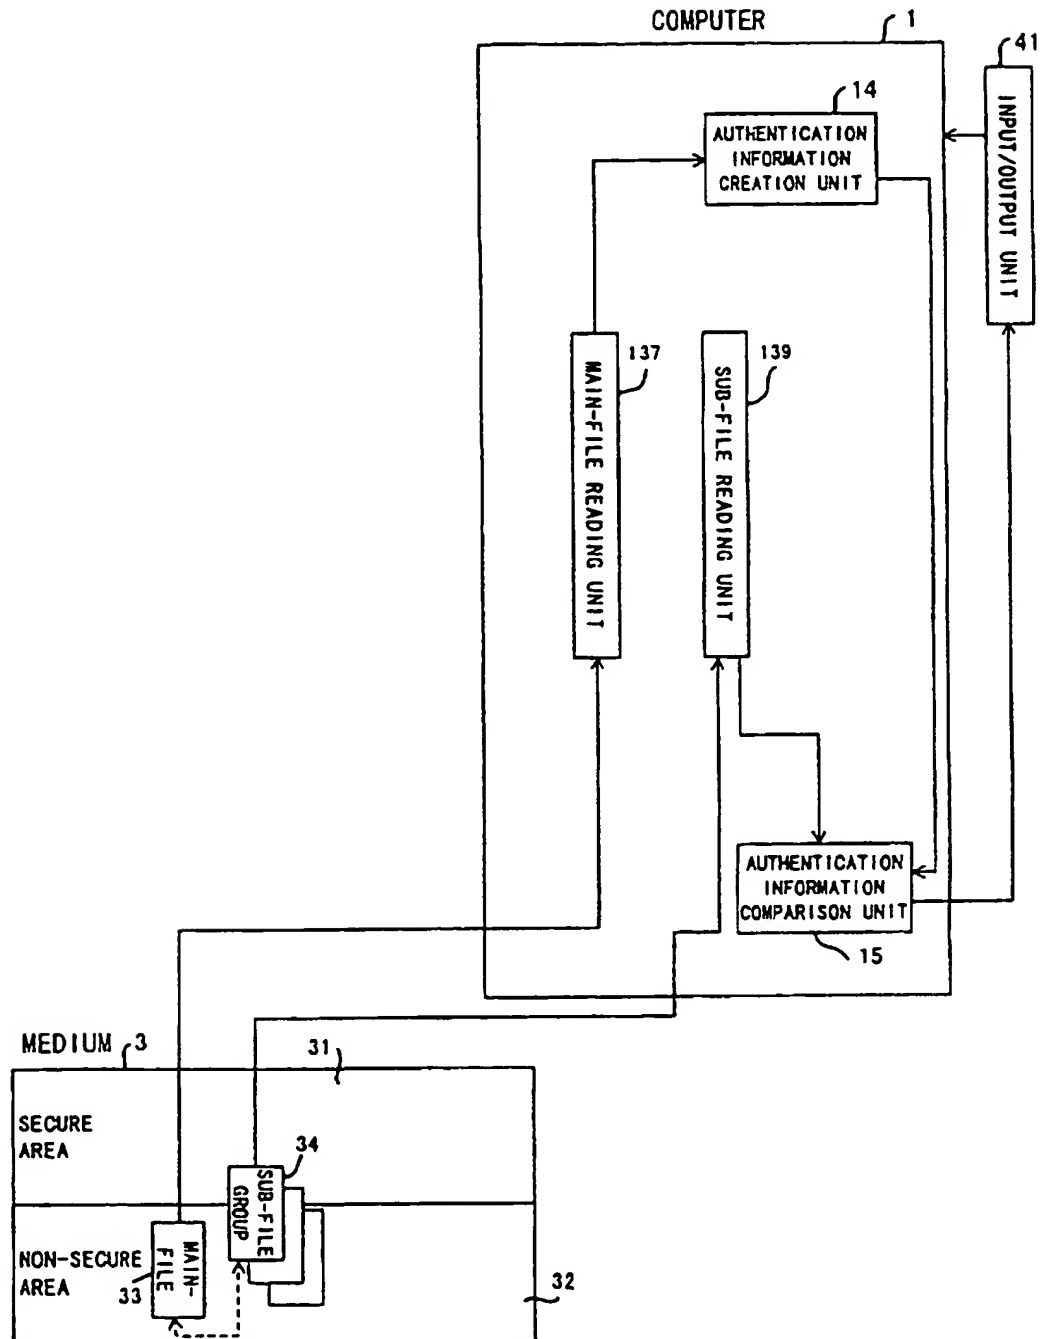 COMPUTER
1
41
14
AUTHENTICATION
INFORMATION
CREATION UNIT
INPUT/OUTPUT UNIT
137
MAIN-FILE READING UNIT
139
SUB-FILE READING UNIT
AUTHENTICATION
INFORMATION
COMPARISON UNIT
15
MEDIUM
3
31
SECURE
AREA
34
SUB-FILE
GROUP
MAIN-
FILE
33
NON-SECURE
AREA
32